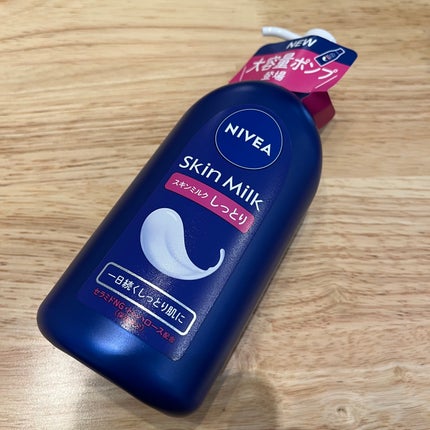 NEW
大容量ポンプ
登場
NIVEA
Skin Milk
スキンミルク しっとり
一日続くしっとり肌に